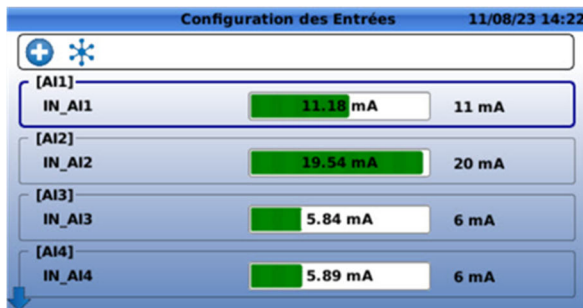 Configuration des Entrées 11/08/23 14:22
[AI1]
IN_AI1 11.18 mA 11 mA
[AI2]
IN_AI2 19.54 mA 20 mA
[AI3]
IN_AI3 5.84 mA 6 mA
[AI4]
IN_AI4 5.89 mA 6 mA